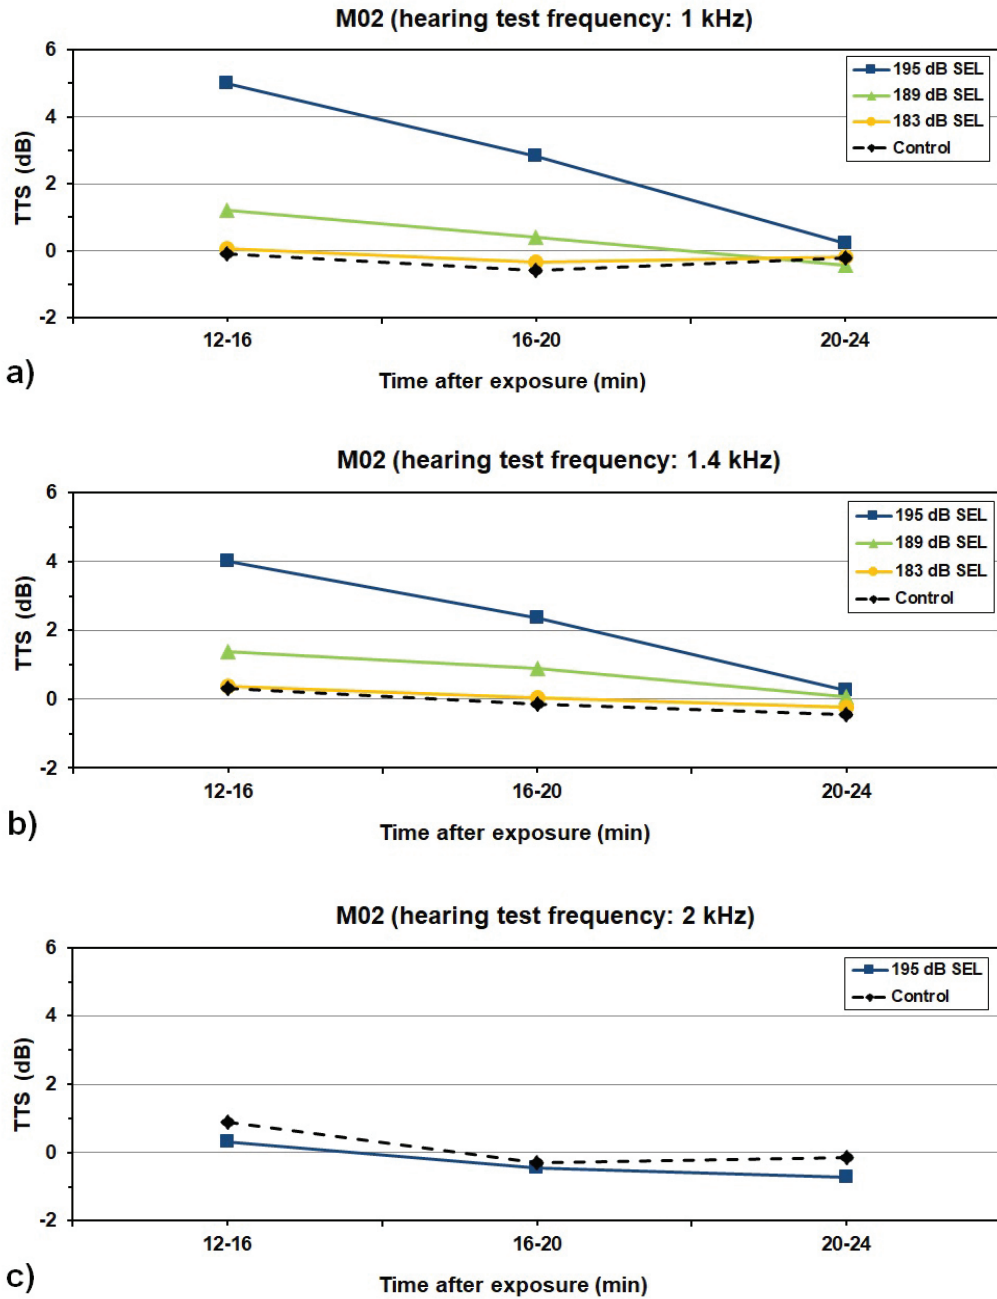 M02 (hearing test frequency: 1 kHz)
6
4
2
0
-2
TTS (dB)
195 dB SEL
189 dB SEL
183 dB SEL
Control
12-16
16-20
20-24
a)
Time after exposure (min)
M02 (hearing test frequency: 1.4 kHz)
6
4
2
0
-2
TTS (dB)
195 dB SEL
189 dB SEL
183 dB SEL
Control
12-16
16-20
20-24
b)
Time after exposure (min)
M02 (hearing test frequency: 2 kHz)
6
4
2
0
-2
TTS (dB)
195 dB SEL
Control
12-16
16-20
20-24
c)
Time after exposure (min)